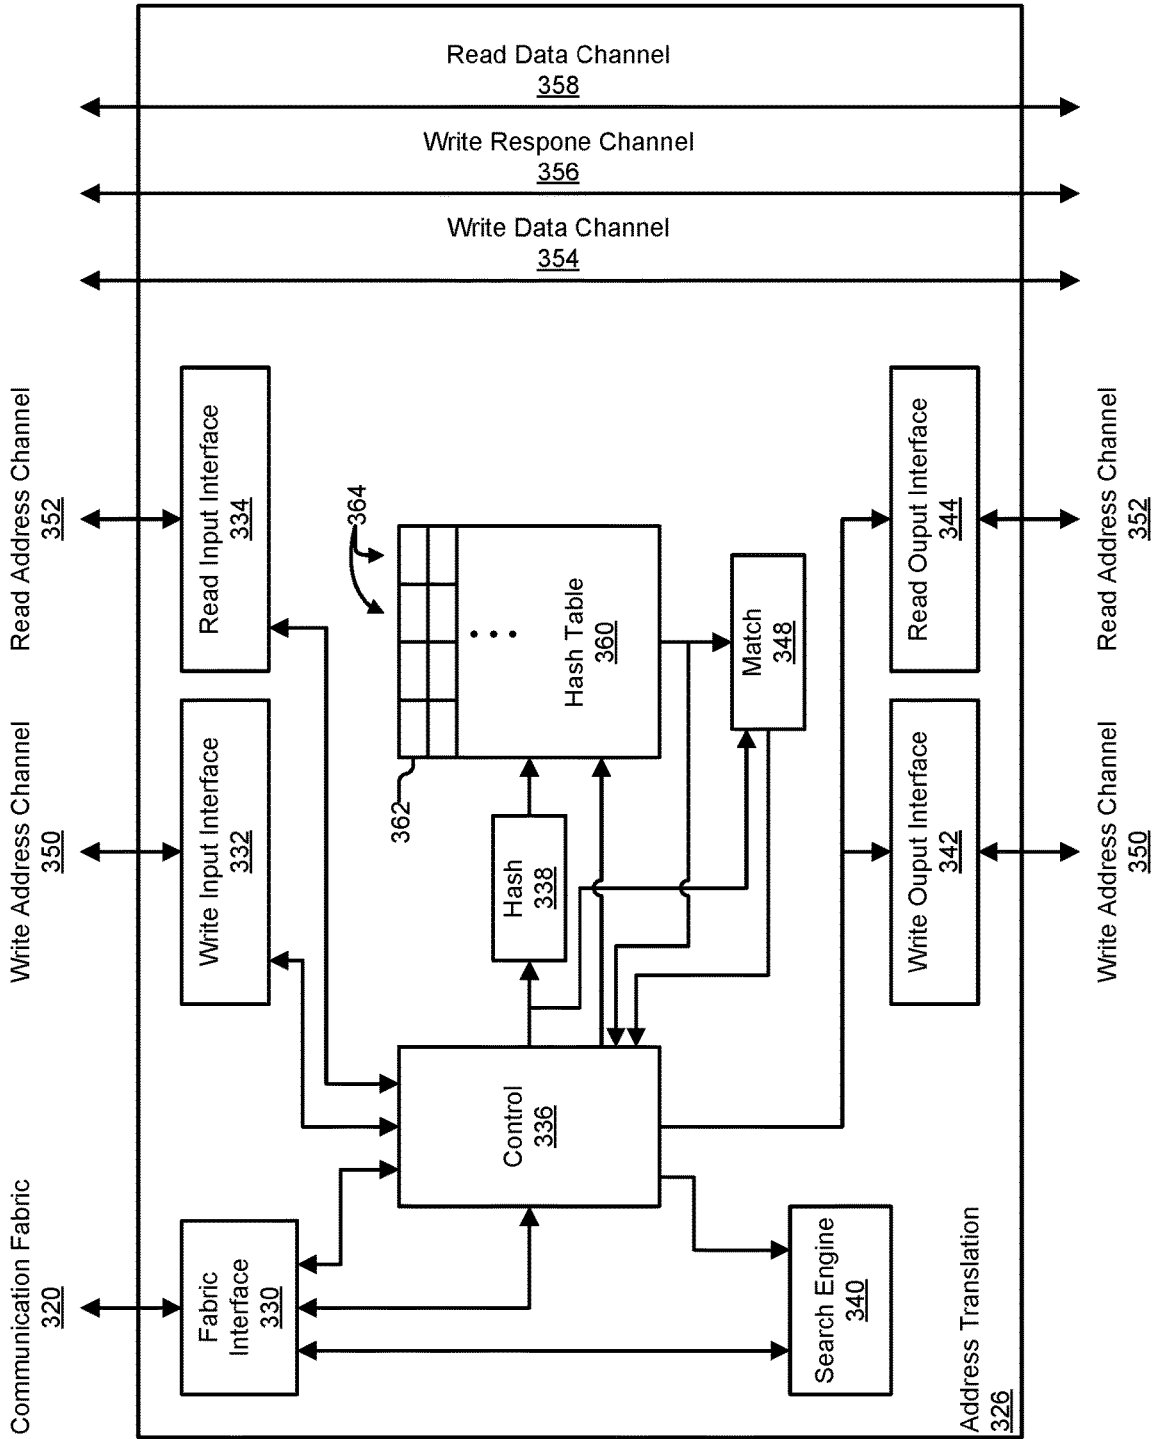 Read Data Channel
358
Write Respone Channel
356
Write Data Channel
354
Communication Fabric
320
Write Address Channel
350
Read Address Channel
352
Fabric
Interface
330
Write Input Interface
332
Read Input Interface
334
362
364
Control
336
Hash
338
Hash Table
360
Match
348
Search Engine
340
Write Ouput Interface
342
Read Ouput Interface
344
Address Translation
326
Write Address Channel
350
Read Address Channel
352